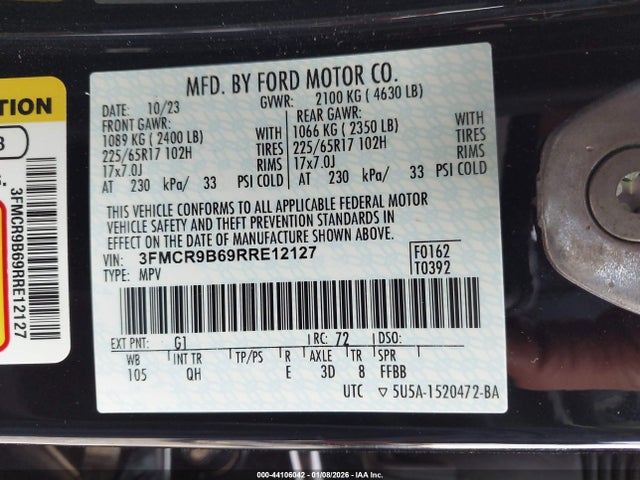 TION
3
S.
3FMCR9B69RRE12127
MFD. BY FORD MOTOR CO.
DATE: 10/23 GVWR: 2100 KG ( 4630 LB)
FRONT GAWR: REAR GAWR:
1089 KG ( 2400 LB) WITH 1066 KG ( 2350 LB) WITH
225/65R17 102H TIRES 225/65R17 102H TIRES
17x7.0J RIMS 17x7.0J RIMS
AT 230 kPa/ 33 PSI COLD AT 230 kPa/ 33 PSI COLD
THIS VEHICLE CONFORMS TO ALL APPLICABLE FEDERAL MOTOR
VEHICLE SAFETY AND THEFT PREVENTION STANDARDS IN
EFFECT ON THE DATE OF MANUFACTURE SHOWN ABOVE.
VIN: 3FMCR9B69RRE12127 F0162
TYPE: MPV T0392
EXT PNT: G1 RC: 72 DSO:
WB INT TR TP/PS R AXLE TR SPR
105 QH E 3D 8 FFBB
UTC ▽ 5U5A-1520472-BA
000-44106042 - 01/08/2026 - IAA Inc.